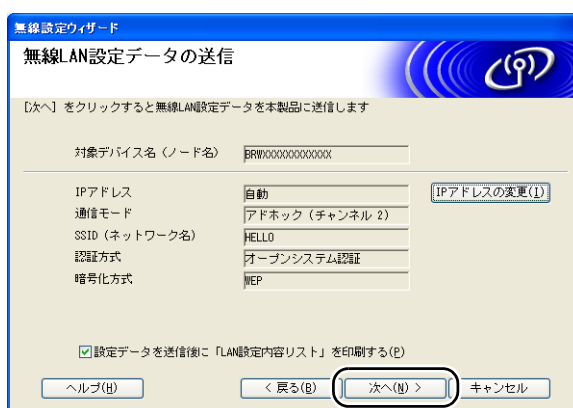 無線設定ウィザード
無線LAN設定データの送信
[次へ] をクリックすると無線LAN設定データを本製品に送信します
対象デバイス名 (ノード名) BRWXXXXXXXXXXXX
IPアドレス 自動 IPアドレスの変更(I)
通信モード アドホック (チャンネル 2)
SSID (ネットワーク名) HELLO
認証方式 オープンシステム認証
暗号化方式 WEP
設定データを送信後に「LAN設定内容リスト」を印刷する(P)
ヘルプ(H) < 戻る(B) 次へ(N) > キャンセル